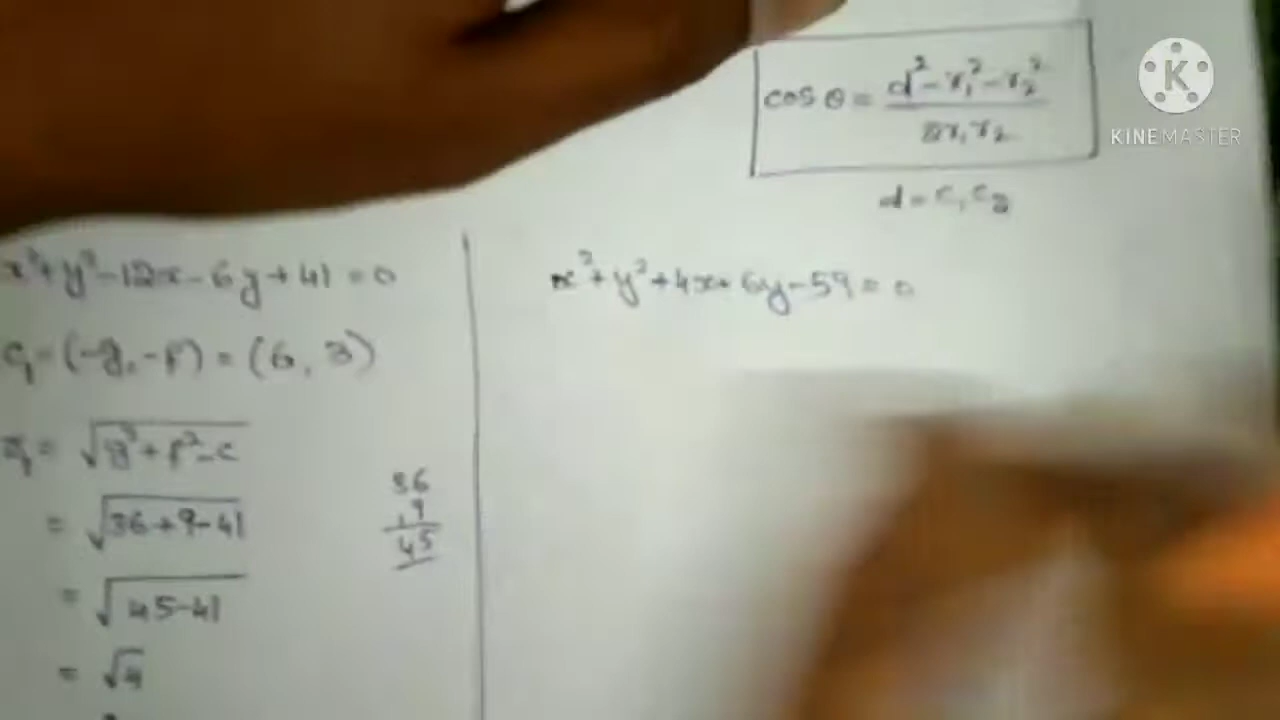 cos θ = d² - r₁² - r₂² / 2r₁r₂
d = C₁C₂
KINEMASTER
x² + y² - 12x - 6y + 41 = 0
C₁ = (-g, -f) = (6, 3)
r₁ = √g² + f² - c
= √36 + 9 - 41
= √45 - 41
= √4
36
9
45
x² + y² + 4x + 6y - 59 = 0